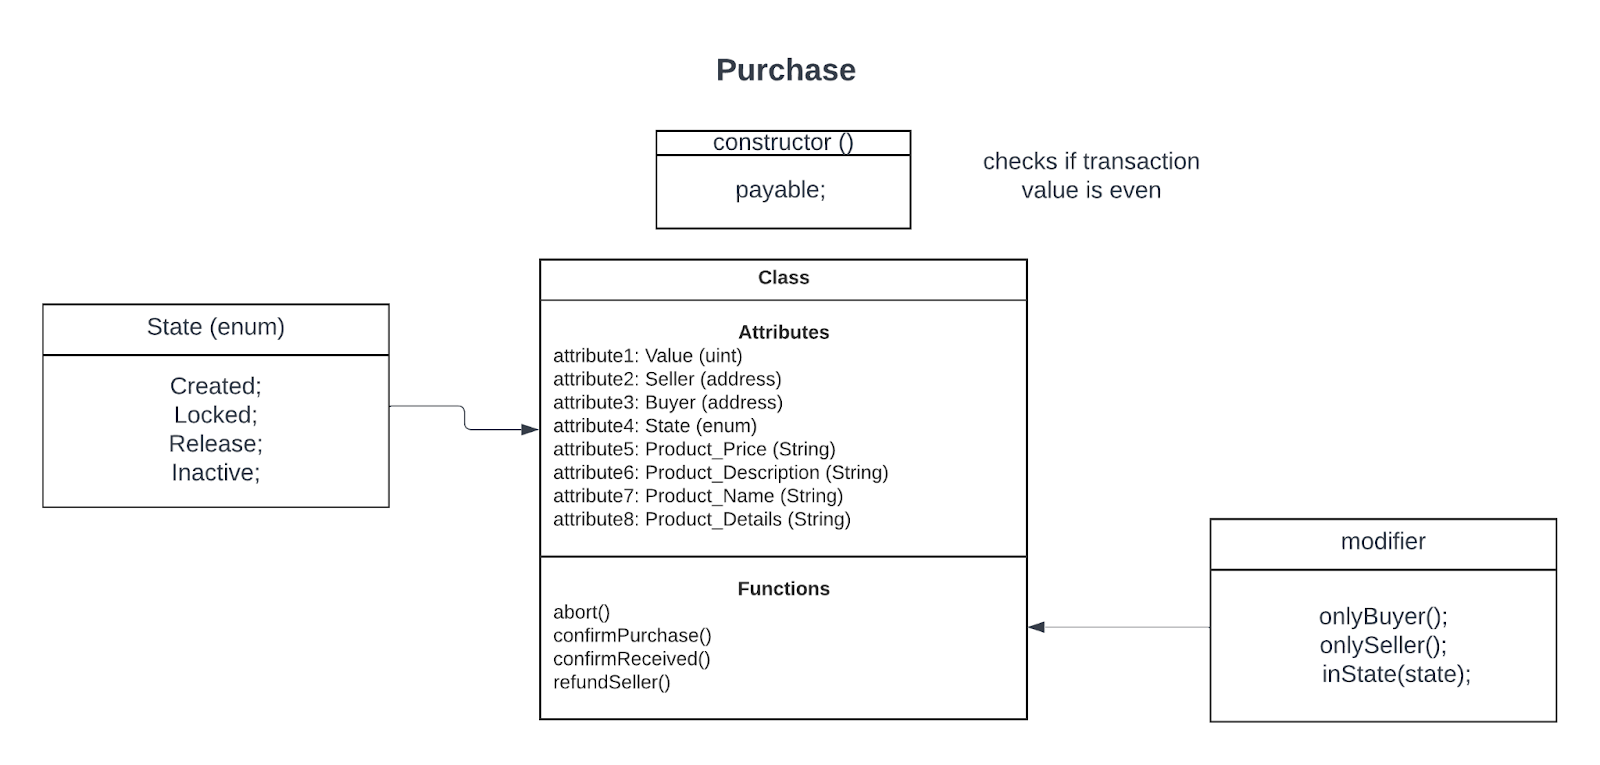 Purchase
constructor ()
payable;
checks if transaction
value is even
State (enum)
Created;
Locked;
Release;
Inactive;
Class
Attributes
attribute1: Value (uint)
attribute2: Seller (address)
attribute3: Buyer (address)
attribute4: State (enum)
attribute5: Product_Price (String)
attribute6: Product_Description (String)
attribute7: Product_Name (String)
attribute8: Product_Details (String)
Functions
abort()
confirmPurchase()
confirmReceived()
refundSeller()
modifier
onlyBuyer();
onlySeller();
inState(state);